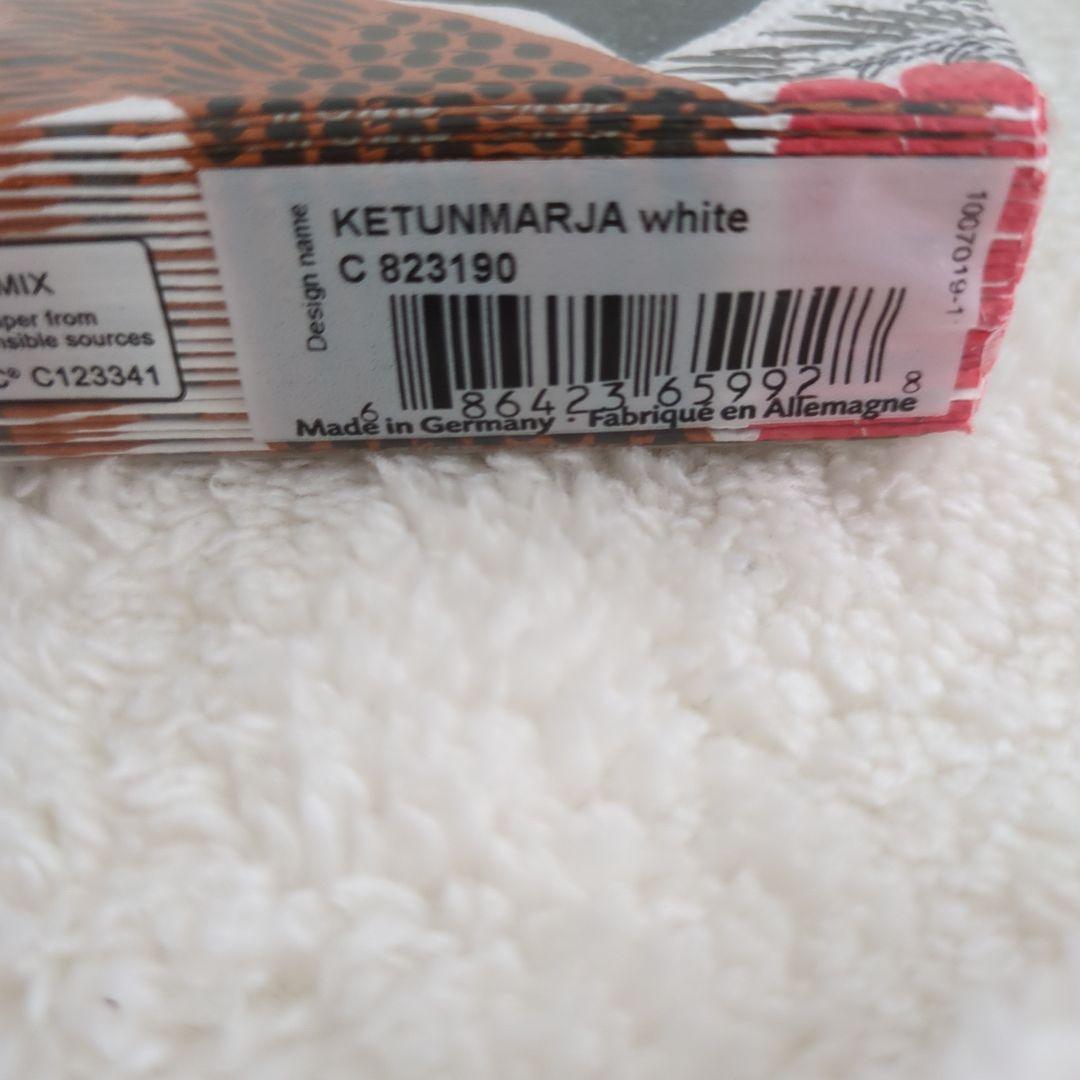 Design name
KETUNMARJA white
C 823190
6 86423 65992 8
Made in Germany · Fabriqué en Allemagne
1007019-1
MIX
per from
nsible sources
C® C123341